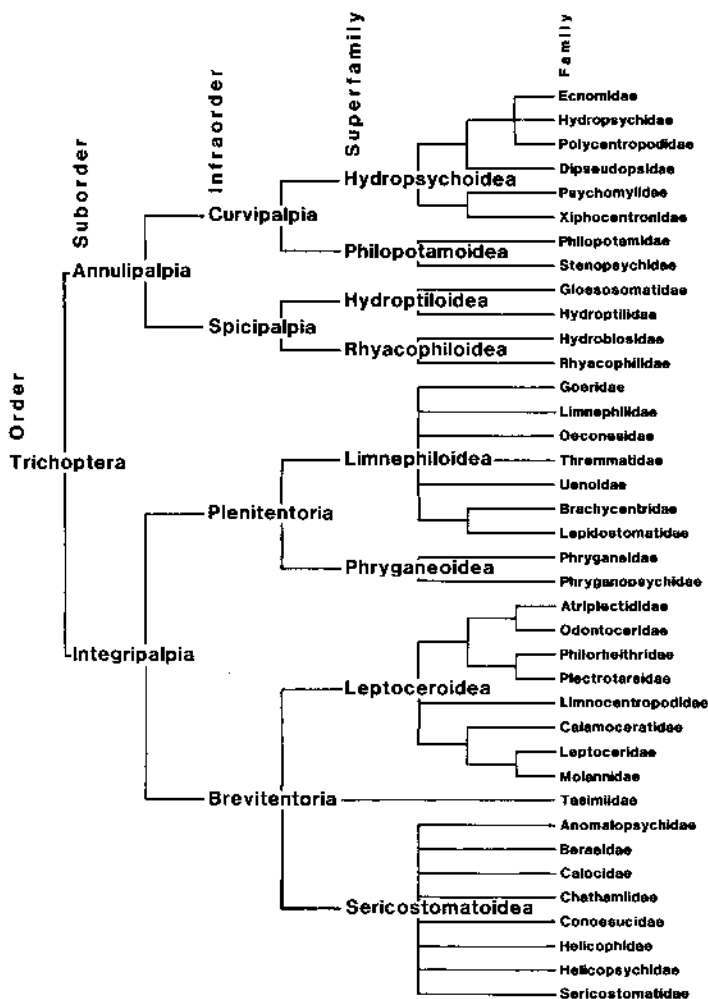 Order
Suborder
Infraorder
Superfamily
Family
Trichoptera
Annulipalpia
Curvipalpia
Hydropsychoidea
Ecnomidae
Hydropsychidae
Polycentropodidae
Dipseudopsidae
Psychomyiidae
Xiphocentronidae
Philopotamoidea
Philopotamidae
Stenopsychidae
Spicipalpia
Hydroptiloidea
Glossosomatidae
Hydroptilidae
Rhyacophiloidea
Hydrobiosidae
Rhyacophilidae
Integripalpia
Plenitentoria
Limnephiloidea
Goeridae
Limnephilidae
Oeconesidae
Thremmatidae
Uenoidae
Brachycentridae
Lepidostomatidae
Phryganeoidea
Phryganeidae
Phryganopsychidae
Brevitentoria
Leptoceroidea
Atriplectididae
Odontoceridae
Philorheithridae
Plectrotarsidae
Limnocentropodidae
Calamoceratidae
Leptoceridae
Molannidae
Tasimiidae
Sericostomatoidea
Anomalopsychidae
Beraeidae
Calocidae
Chathamiidae
Conoesucidae
Helicophidae
Helicopsychidae
Sericostomatidae